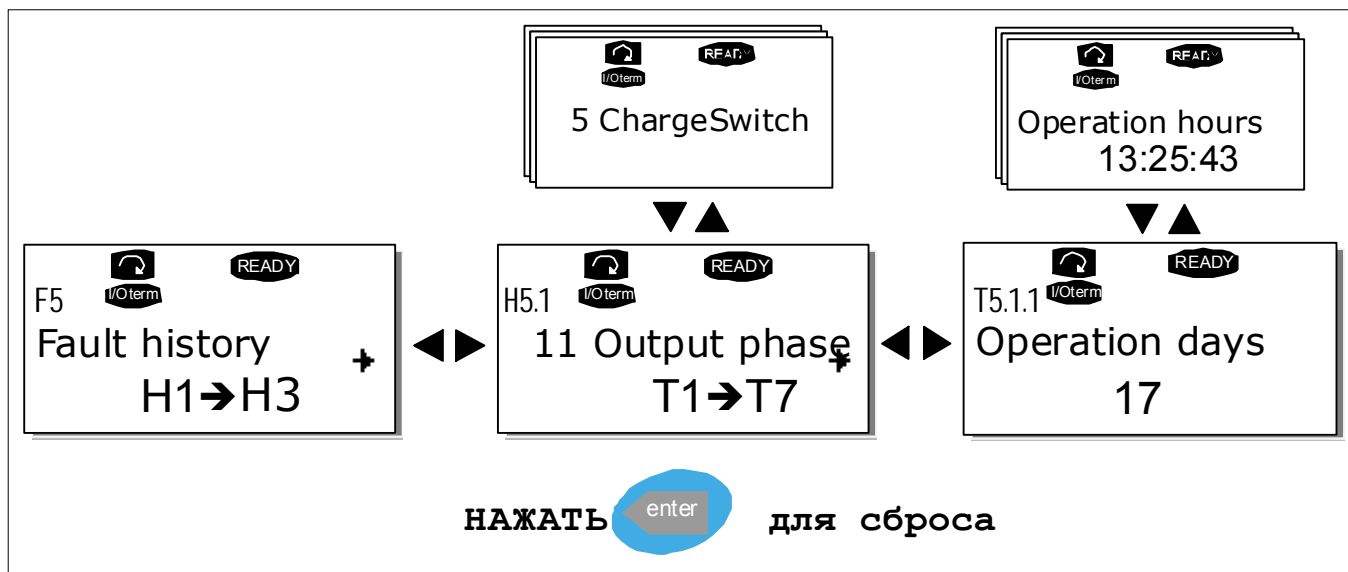 READY
I/Oterm
5 ChargeSwitch
READY
I/Oterm
Operation hours
13:25:43
READY
F5 I/Oterm
Fault history
H1➔H3
READY
H5.1 I/Oterm
11 Output phase
T1➔T7
READY
T5.1.1 I/Oterm
Operation days
17
НАЖАТЬ enter для сброса